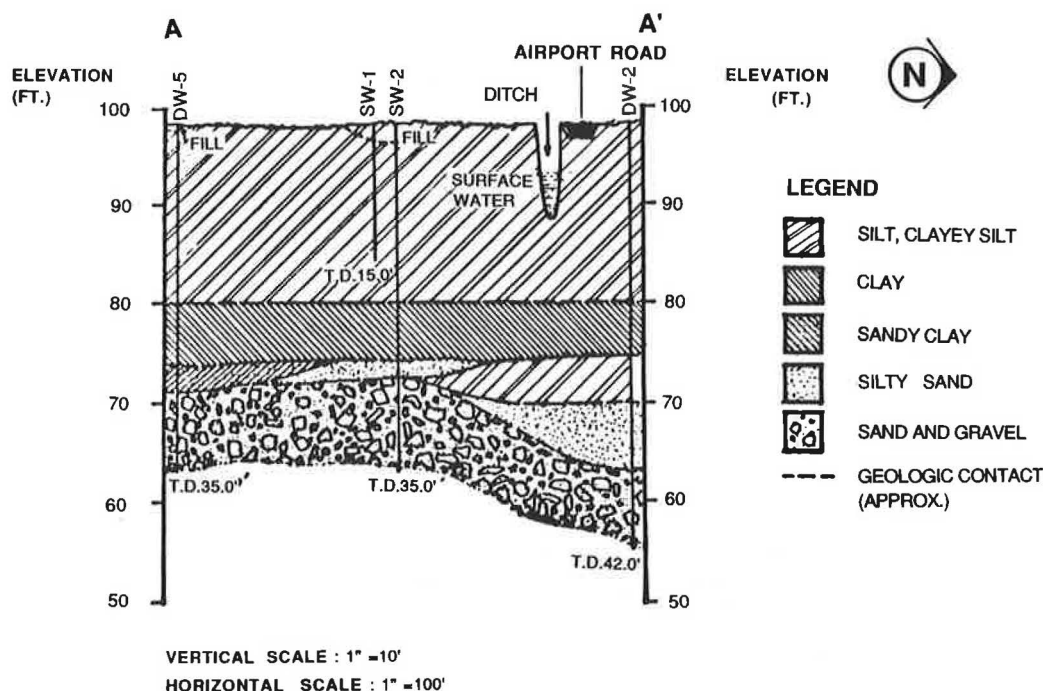 A
A'
AIRPORT ROAD
ELEVATION
(FT.)
DW-5
SW-1
SW-2
DITCH
DW-2
ELEVATION
(FT.)
N
100
100
FILL
FILL
SURFACE
WATER
90
90
T.D.15.0'
80
80
70
70
T.D.35.0'
T.D.35.0'
60
60
T.D.42.0'
50
50
LEGEND
SILT, CLAYEY SILT
CLAY
SANDY CLAY
SILTY SAND
SAND AND GRAVEL
GEOLOGIC CONTACT
(APPROX.)
VERTICAL SCALE : 1" =10'
HORIZONTAL SCALE : 1" =100'